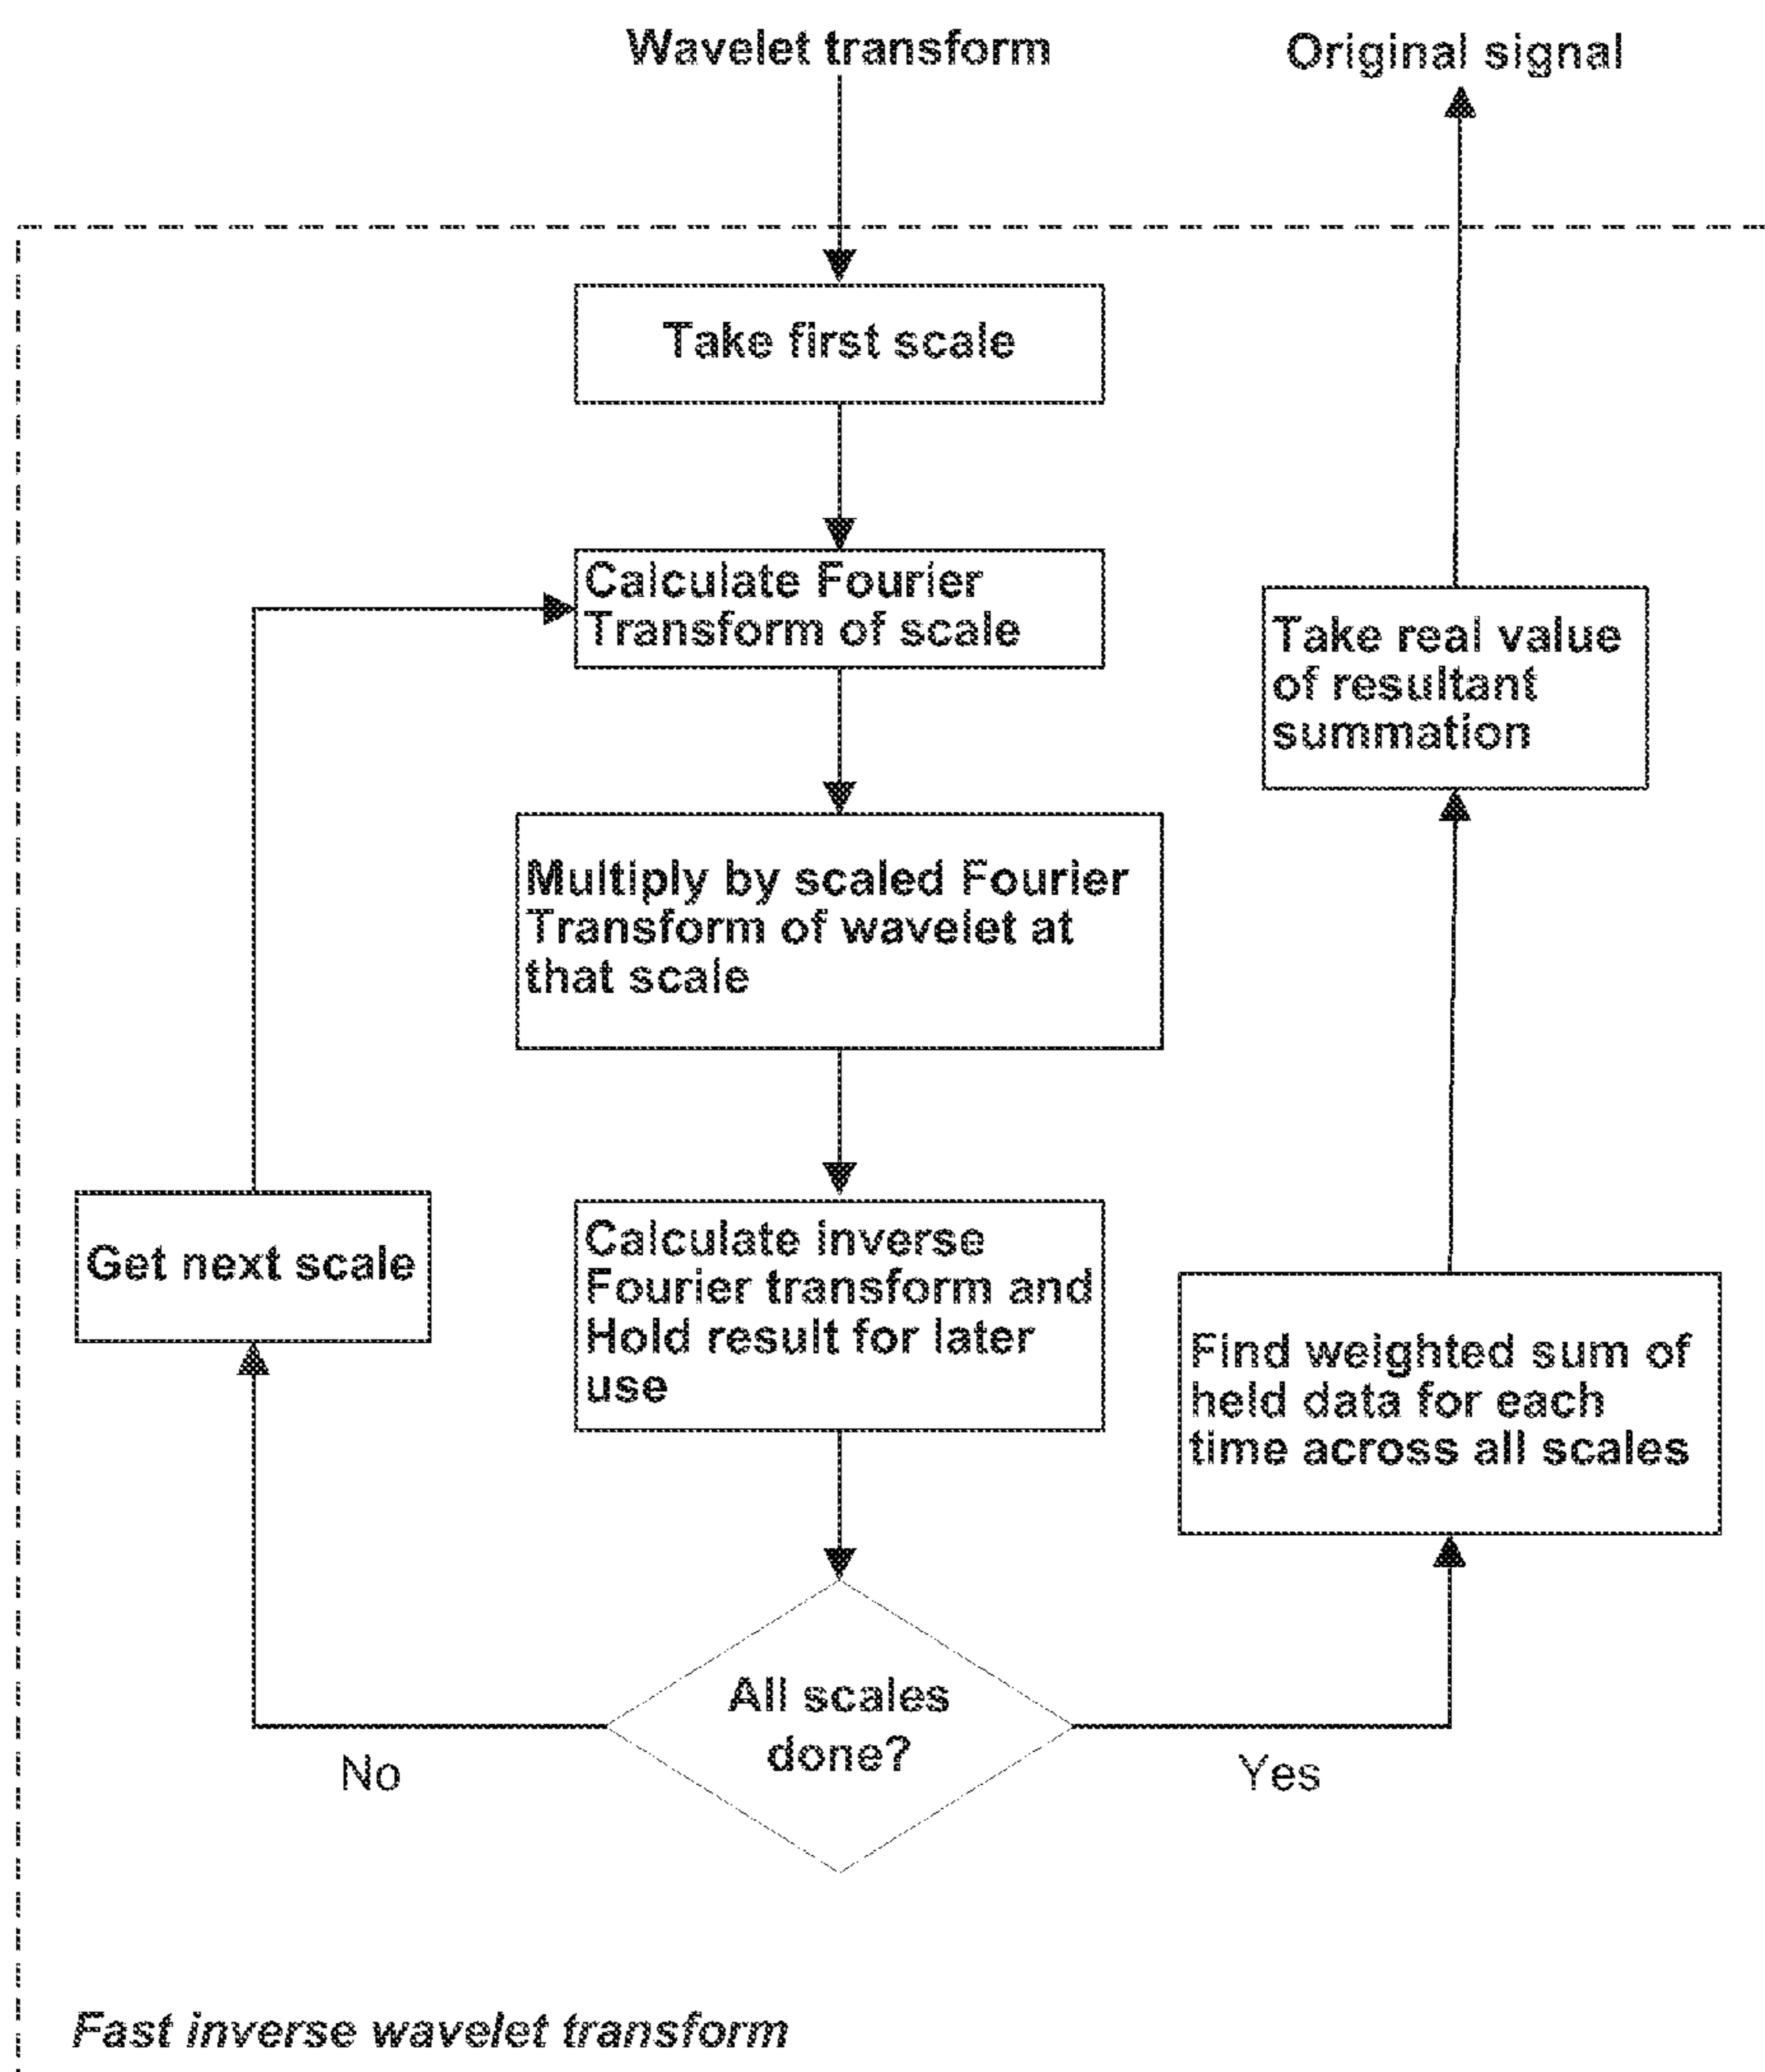 Wavelet transform
Original signal
Take first scale
Calculate Fourier
Transform of scale
Take real value
of resultant
summation
Multiply by scaled Fourier
Transform of wavelet at
that scale
Get next scale
Calculate inverse
Fourier transform and
Hold result for later
use
Find weighted sum of
held data for each
time across all scales
All scales
done?
No
Yes
Fast inverse wavelet transform